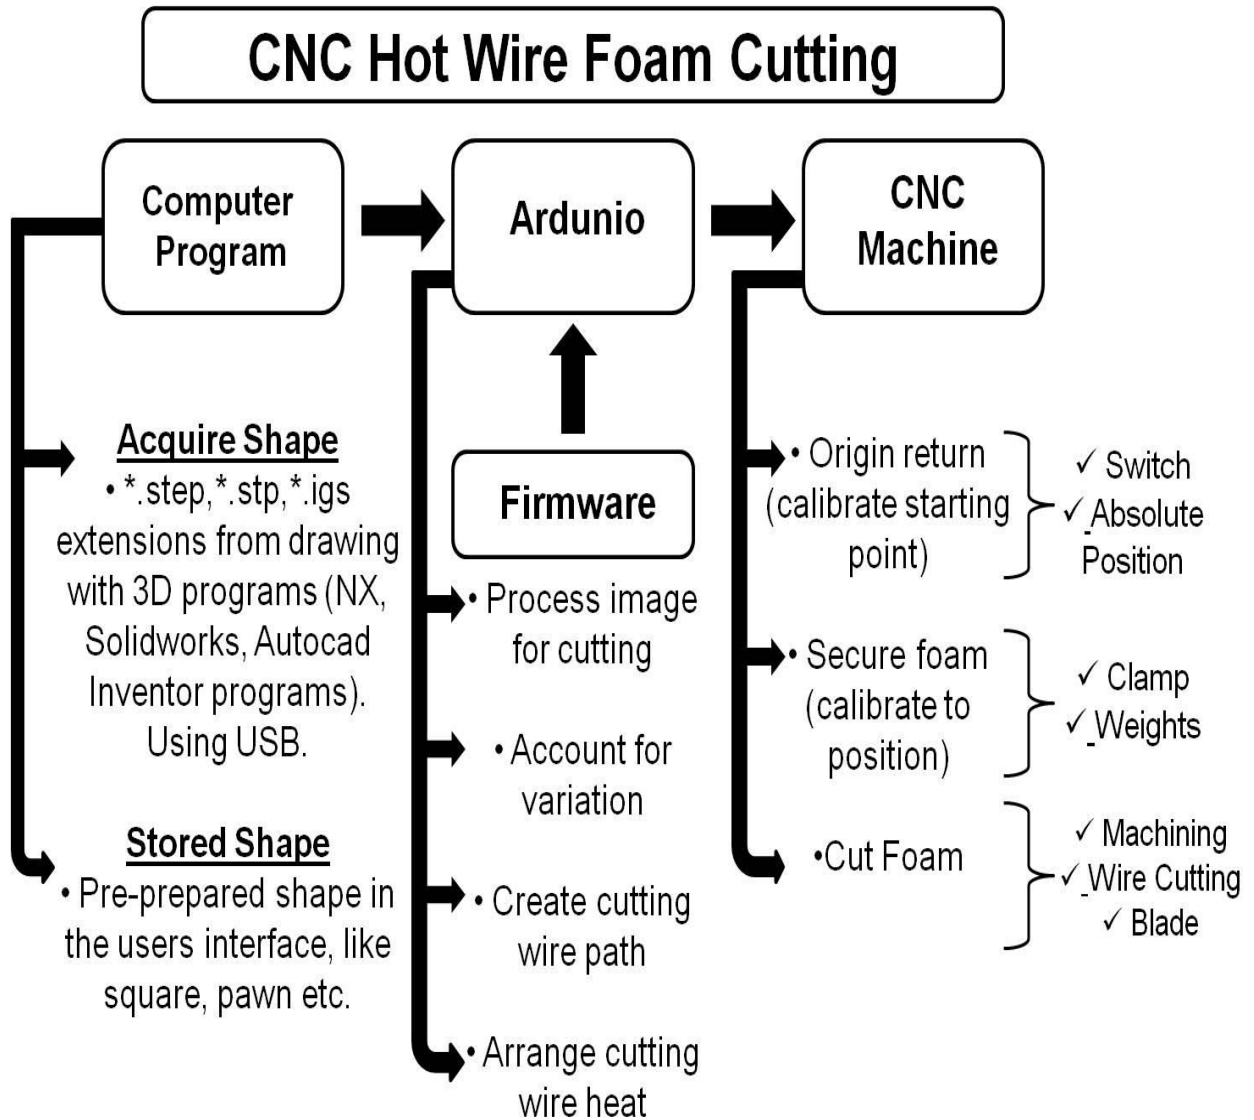 CNC Hot Wire Foam Cutting
Computer
Program
Ardunio
CNC
Machine
Acquire Shape
• *.step,*.stp,*.igs
extensions from drawing
with 3D programs (NX,
Solidworks, Autocad
Inventor programs).
Using USB.
Stored Shape
• Pre-prepared shape in
the users interface, like
square, pawn etc.
Firmware
• Process image
for cutting
• Account for
variation
• Create cutting
wire path
• Arrange cutting
wire heat
• Origin return
(calibrate starting
point)
✓ Switch
✓ Absolute
Position
• Secure foam
(calibrate to
position)
✓ Clamp
✓ Weights
•Cut Foam
✓ Machining
✓ Wire Cutting
✓ Blade